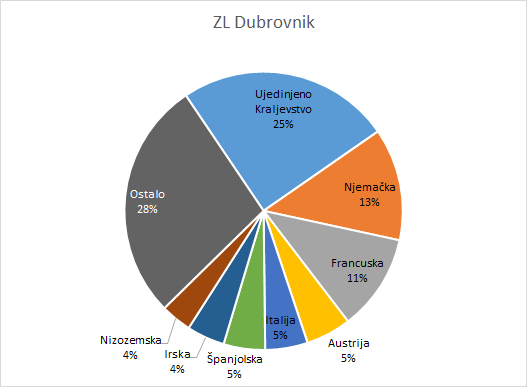 ZL Dubrovnik
Ujedinjeno
Kraljevstvo
25%
Njemačka
13%
Francuska
11%
Austrija
5%
Italija
5%
Španjolska
5%
Irska
4%
Nizozemska
4%
Ostalo
28%